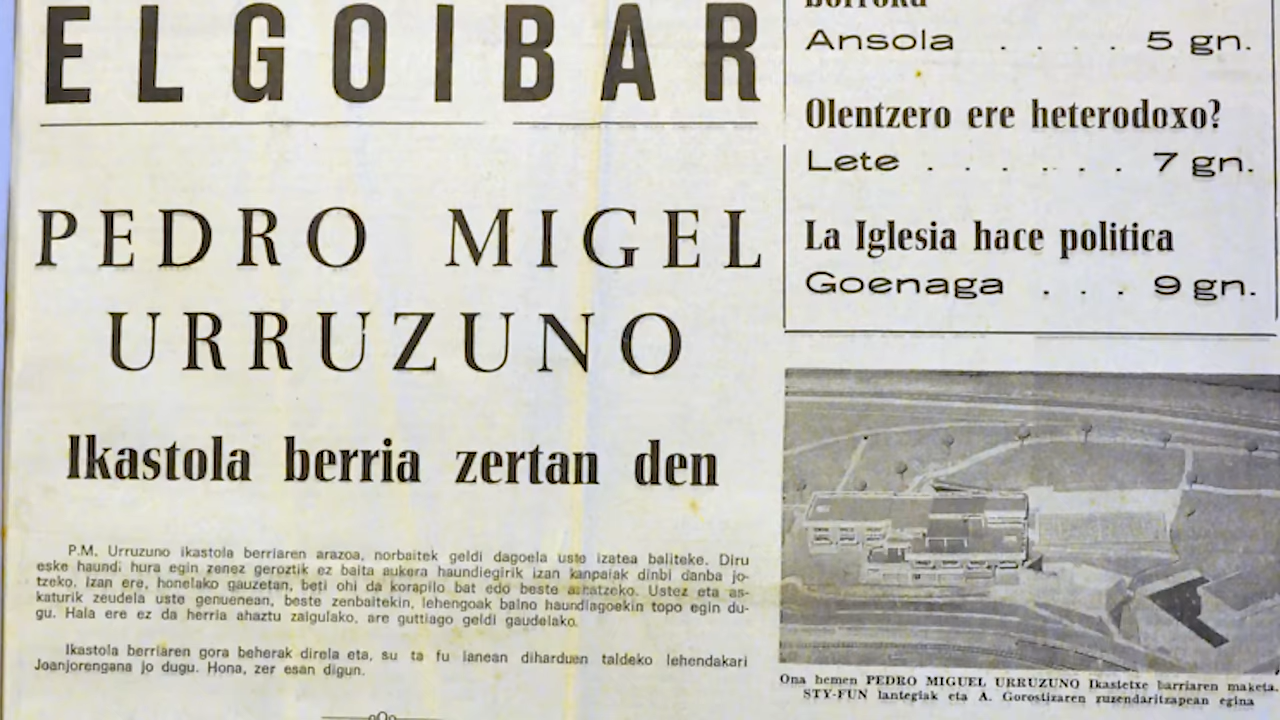 ELGOIBAR
PEDRO MIGEL
URRUZUNO
Ikastola berria zertan den
P.M. Urruzuno ikastola berriaren arazoa, norbaitek geldi dagoela uste izatea baliteke. Diru
eske haundi hura egin zenez geroztik ez baita aukera haundiegirik izan kanpaiak dinbi danba jo-
tzeko. Izan ere, honelako gauzetan, beti ohi da korapilo bat edo beste askatzeko. Ustez eta as-
katurik zeudela uste genuenean, beste zenbaitekin, lehengoak baino haundiagoekin topo egin du-
gu. Hala ere ez da herria ahaztu zaigulako, are guttiago geldi gaudelako.
Ikastola berriaren gora beherak direla eta, su ta fu lanean diharduen taldeko lehendakari
Joanjorengana jo dugu. Hona, zer esan digun.
borroka
Ansola . . . . 5 gn.
Olentzero ere heterodoxo?
Lete . . . . . . 7 gn.
La Iglesia hace politica
Goenaga . . . 9 gn.
Ona hemen PEDRO MIGUEL URRUZUNO Ikastetxe barriaren maketa.
STY-FUN lantegiak eta A. Gorostizaren zuzendaritzapean egina